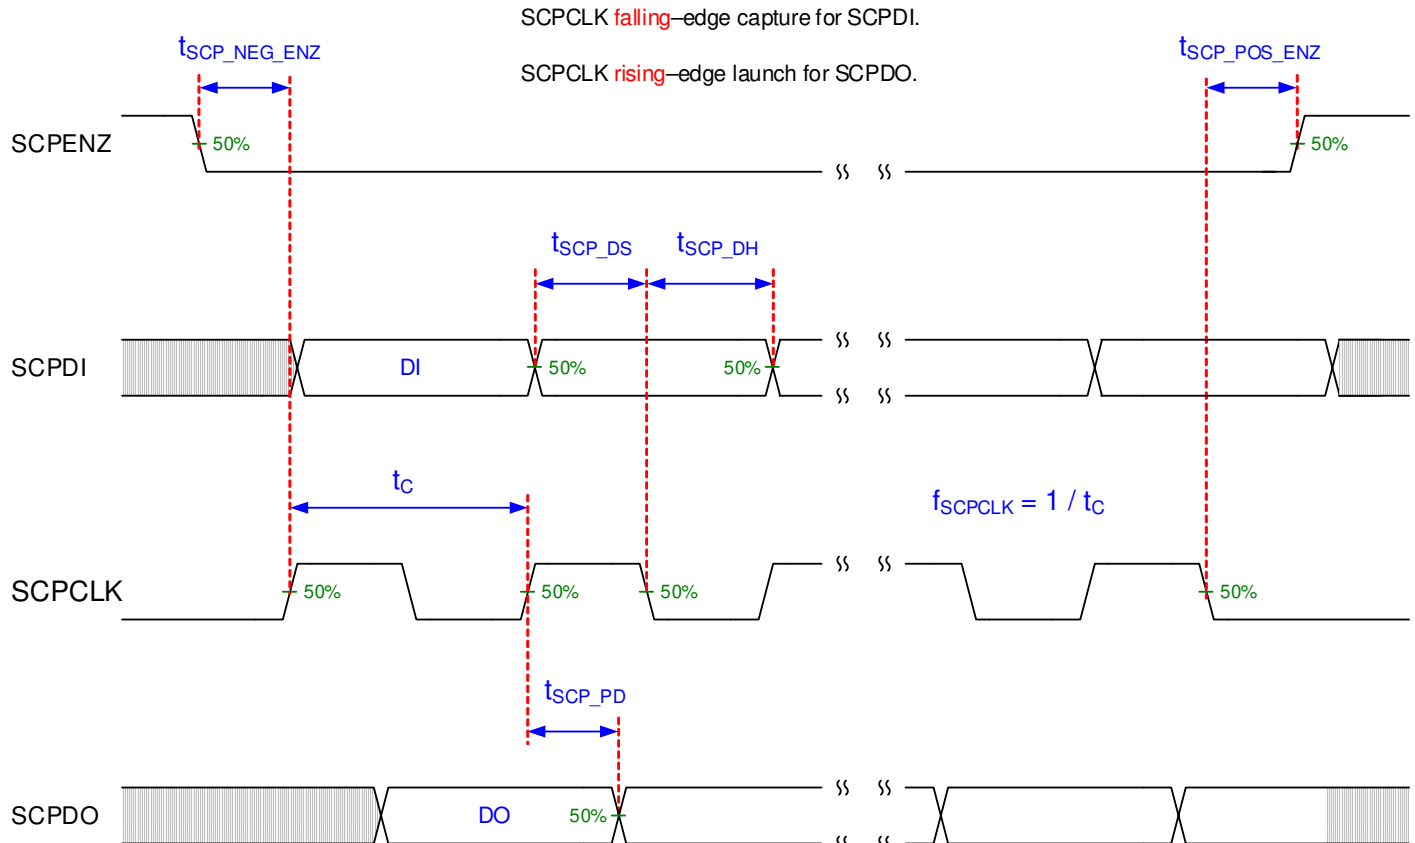 SCPCLK falling–edge capture for SCPDI.
tSCP_NEG_ENZ
tSCP_POS_ENZ
SCPCLK rising–edge launch for SCPDO.
SCPENZ
50%
50%
tSCP_DS
tSCP_DH
SCPDI
DI
50%
50%
tC
fSCPCLK = 1 / tC
SCPCLK
50%
50%
50%
50%
tSCP_PD
SCPDO
DO
50%